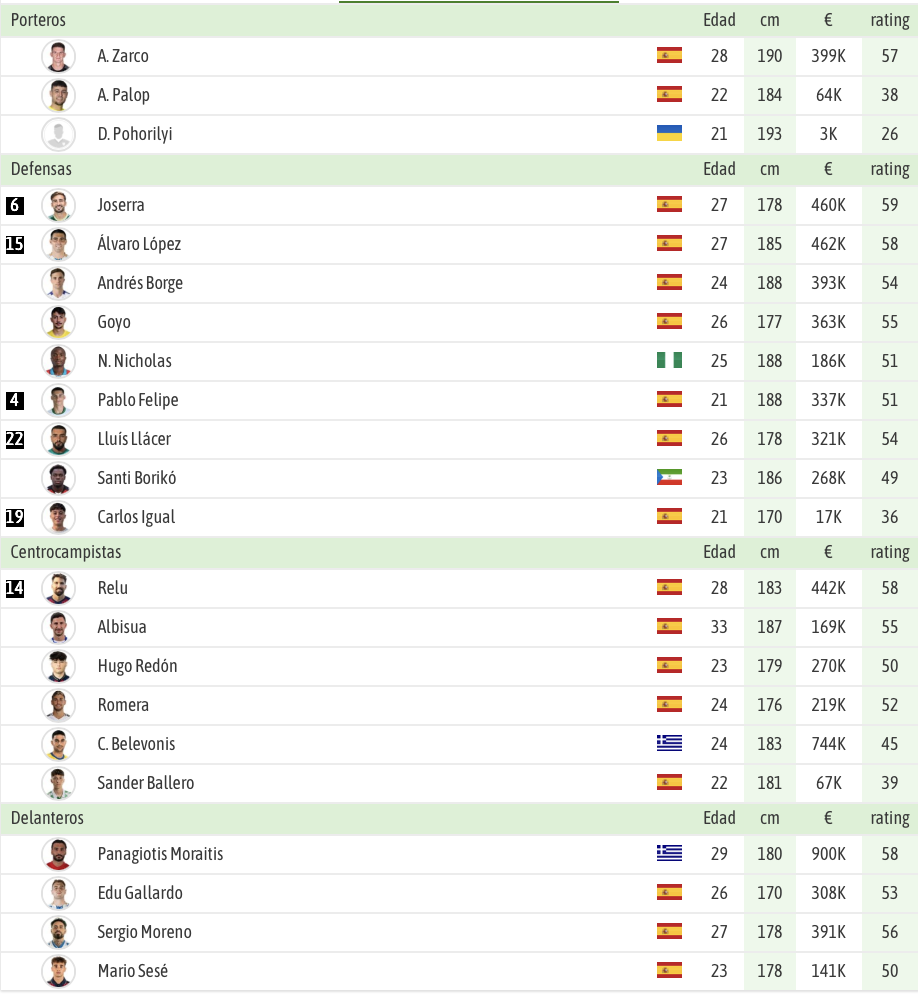 Porteros Edad cm € rating
A. Zarco 28 190 399K 57
A. Palop 22 184 64K 38
D. Pohorilyi 21 193 3K 26
Defensas Edad cm € rating
6 Joserra 27 178 460K 59
15 Álvaro López 27 185 462K 58
Andrés Borge 24 188 393K 54
Goyo 26 177 363K 55
N. Nicholas 25 188 186K 51
4 Pablo Felipe 21 188 337K 51
22 Lluís Llácer 26 178 321K 54
Santi Borikó 23 186 268K 49
19 Carlos Igual 21 170 17K 36
Centrocampistas Edad cm € rating
14 Relu 28 183 442K 58
Albisua 33 187 169K 55
Hugo Redón 23 179 270K 50
Romera 24 176 219K 52
C. Belevonis 24 183 744K 45
Sander Ballero 22 181 67K 39
Delanteros Edad cm € rating
Panagiotis Moraitis 29 180 900K 58
Edu Gallardo 26 170 308K 53
Sergio Moreno 27 178 391K 56
Mario Sesé 23 178 141K 50